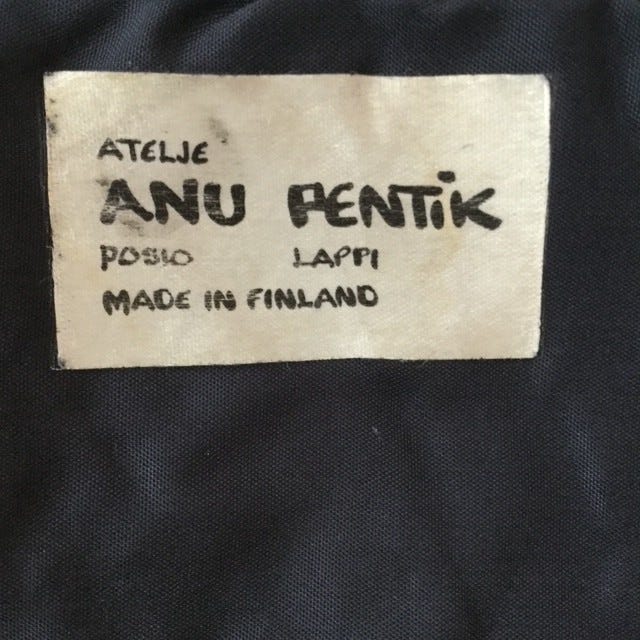 ATELJE
ANU PENTiK
POSIO LAPPI
MADE IN FINLAND